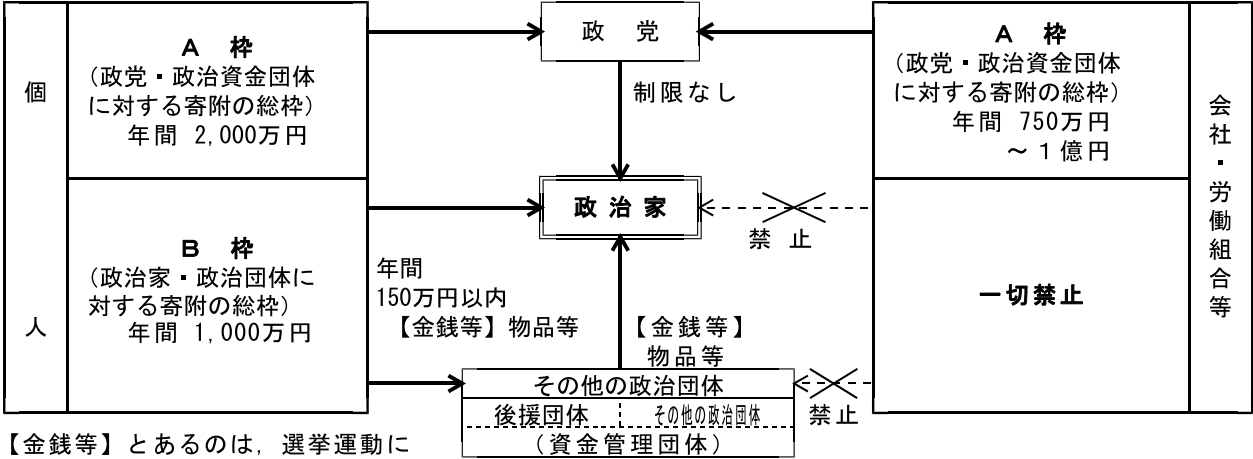 個
人
A 枠
(政党・政治資金団体
に対する寄附の総枠)
年間 2,000万円
B 枠
(政治家・政治団体に
対する寄附の総枠)
年間 1,000万円
政 党
制限なし
政治家
禁止
年間
150万円以内
【金銭等】物品等
【金銭等】
物品等
その他の政治団体
後援団体
その他の政治団体
(資金管理団体)
禁止
A 枠
(政党・政治資金団体
に対する寄附の総枠)
年間 750万円
～1億円
一切禁止
会社・労働組合等
【金銭等】とあるのは，選挙運動に